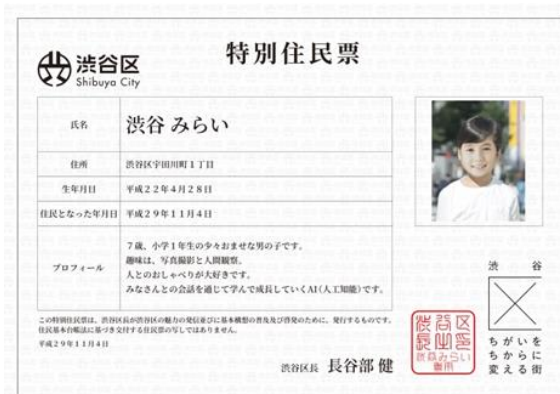 特別住民票
渋谷区
Shibuya City
氏名 渋谷 みらい
住所 渋谷区宇田川町1丁目
生年月日 平成22年4月28日
住民となった年月日 平成29年11月4日
プロフィール
7歳、小学1年生の少々おませな男の子です。
趣味は、写真撮影と人間観察。
人とのおしゃべりが大好きです。
みなさんとの会話を通じて学んで成長していくAI(人工知能)です。
この特別住民票は、渋谷区長が渋谷区の魅力の発信並びに基本構想の普及及び啓発のために、発行するものです。
住民基本台帳法に基づき交付する住民票の写しではありません。
平成29年11月4日
渋谷区長 長谷部 健
渋谷
ちがいを
ちからに
変える街
渋谷みらい